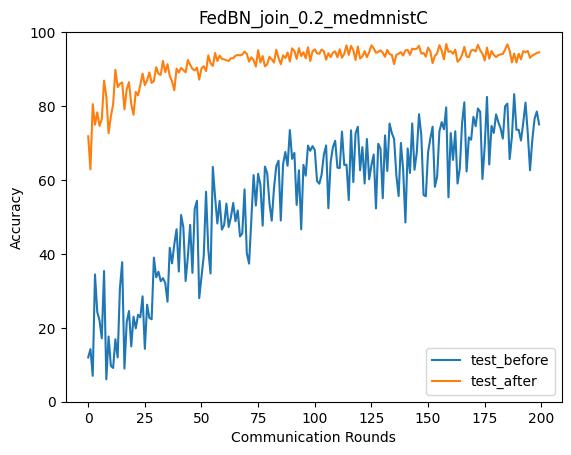 FedBN_join_0.2_medmnistC
100
80
60
40
20
0
Accuracy
0 25 50 75 100 125 150 175 200
Communication Rounds
test_before
test_after